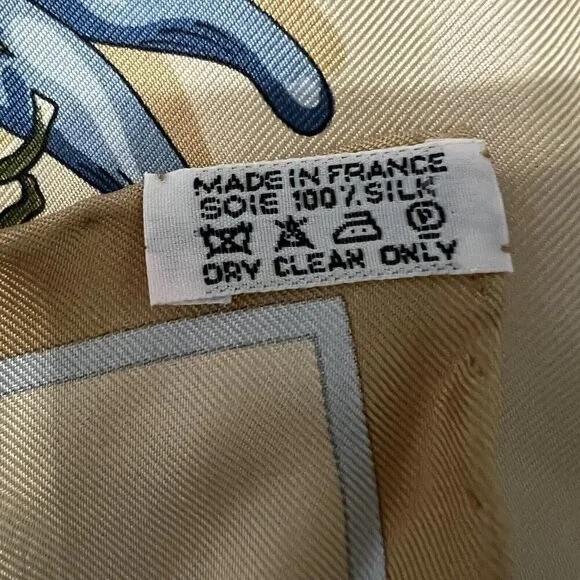 MADE IN FRANCE
SOIE 100% SILK
P
DRY CLEAN ONLY